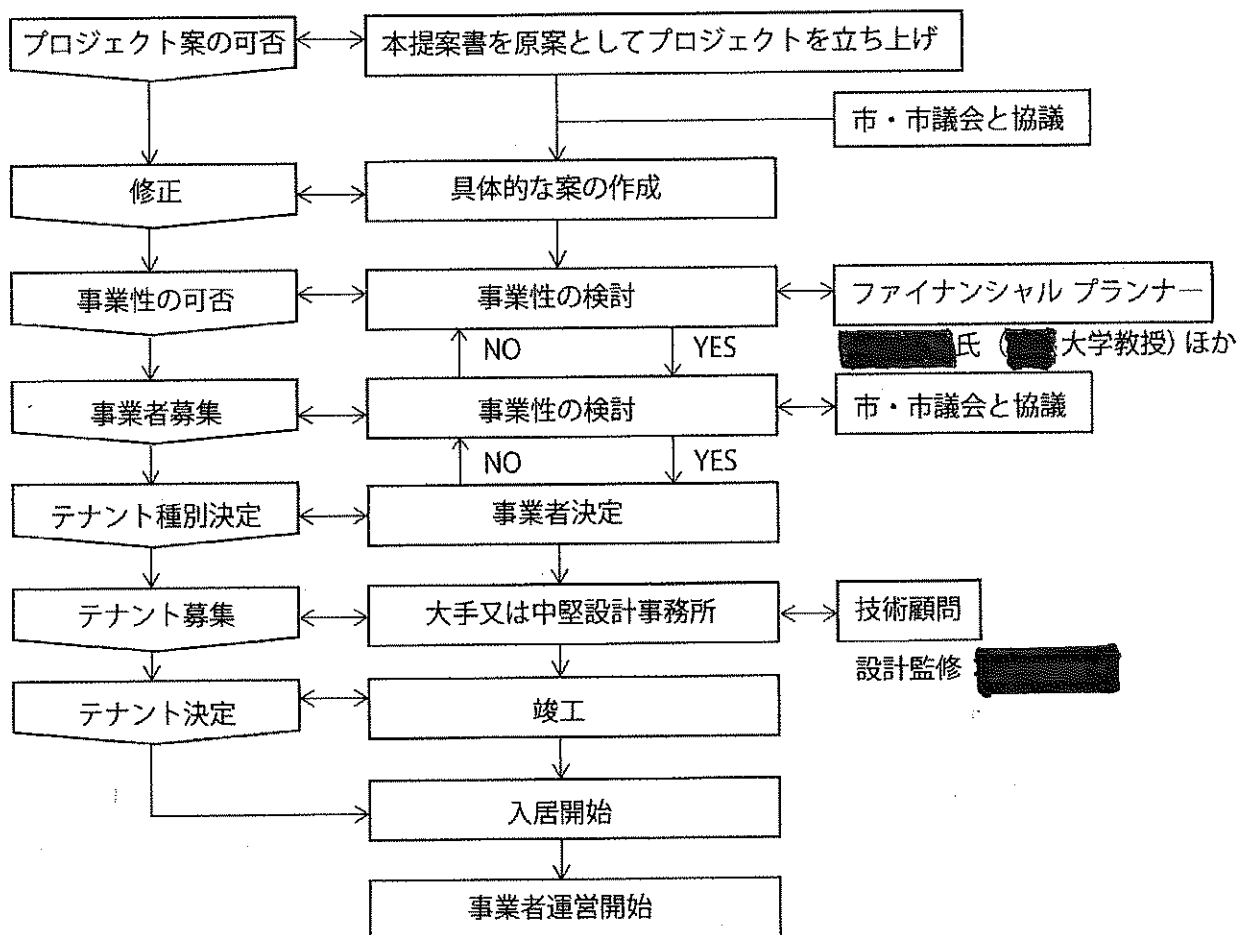 プロジェクト案の可否
本提案書を原案としてプロジェクトを立ち上げ
市・市議会と協議
修正
具体的な案の作成
事業性の可否
事業性の検討
ファイナンシャル プランナー
氏 (大学教授) ほか
NO
YES
事業者募集
事業性の検討
市・市議会と協議
NO
YES
テナント種別決定
事業者決定
テナント募集
大手又は中堅設計事務所
技術顧問
設計監修
テナント決定
竣工
入居開始
事業者運営開始